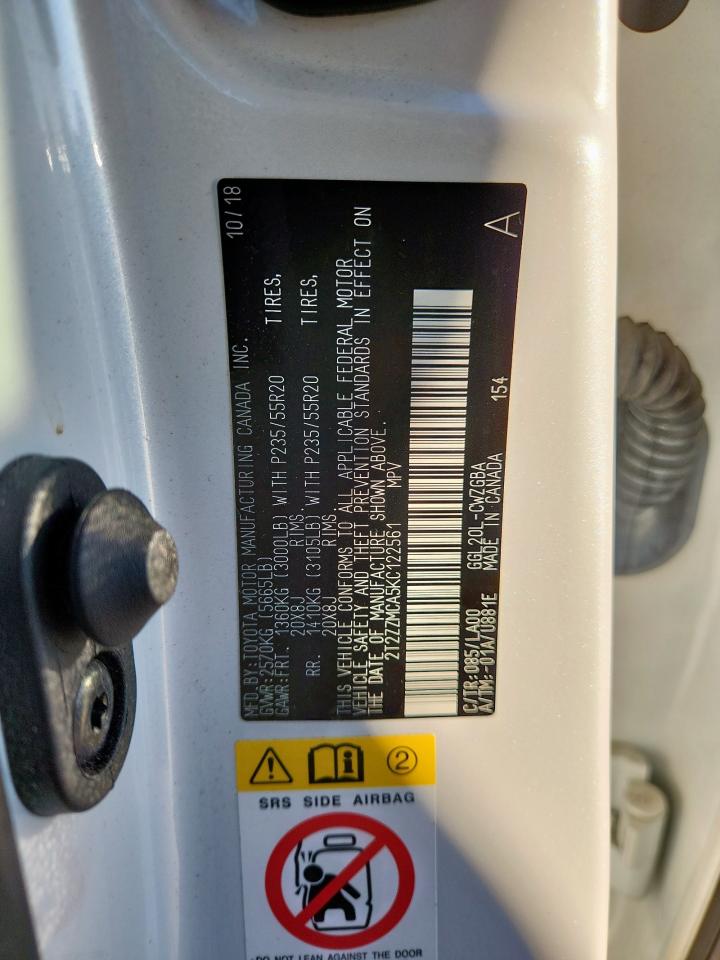 MFD.BY:TOYOTA MOTOR MANUFACTURING CANADA INC. 10/18
GVWR:2570KG(5665LB)
GAWR:FRT. 1360KG (3000LB) WITH P235/55R20 TIRES,
20X8J RIMS,
RR. 1410KG (3105LB) WITH P235/55R20 TIRES,
20X8J RIMS.
THIS VEHICLE CONFORMS TO ALL APPLICABLE FEDERAL MOTOR
VEHICLE SAFETY AND THEFT PREVENTION STANDARDS IN EFFECT ON
THE DATE OF MANUFACTURE SHOWN ABOVE.
2T2ZZMCA5KC122561 MPV
C/TR:085/LA00 GGL20L-CWZGBA
A/TM:-01A/U881E MADE IN CANADA 154 A
2
SRS SIDE AIRBAG
DO NOT LEAN AGAINST THE DOOR